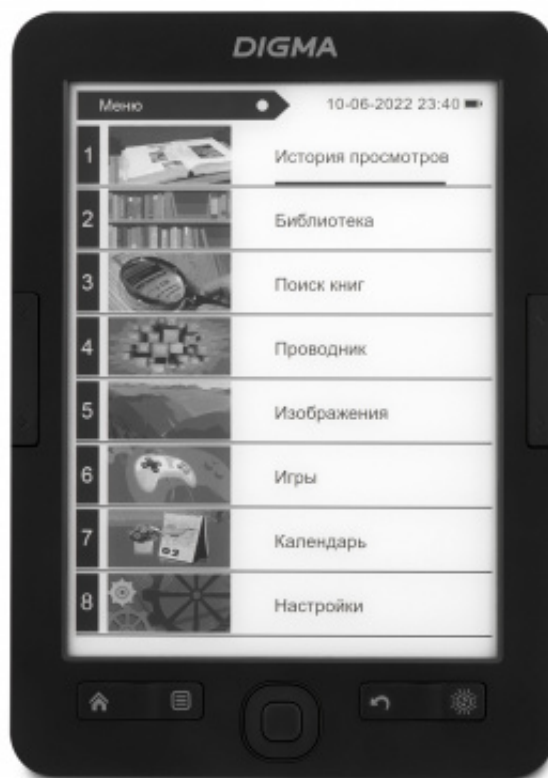 DIGMA
Меню 10-06-2022 23:40
1 История просмотров
2 Библиотека
3 Поиск книг
4 Проводник
5 Изображения
6 Игры
7 Календарь
8 Настройки